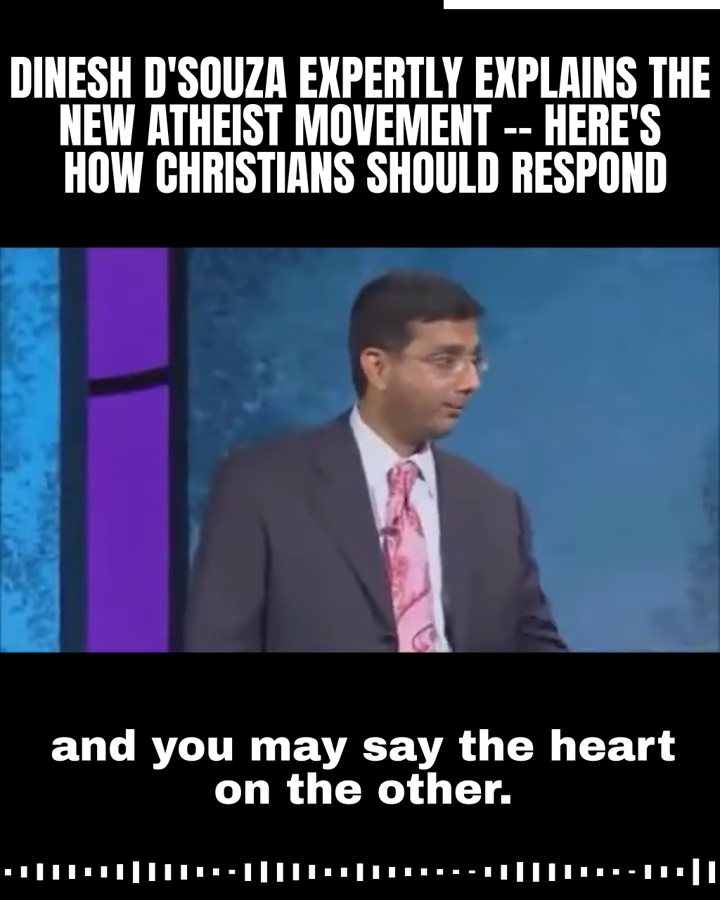 DINESH D'SOUZA EXPERTLY EXPLAINS THE
NEW ATHEIST MOVEMENT -- HERE'S
HOW CHRISTIANS SHOULD RESPOND
and you may say the heart
on the other.